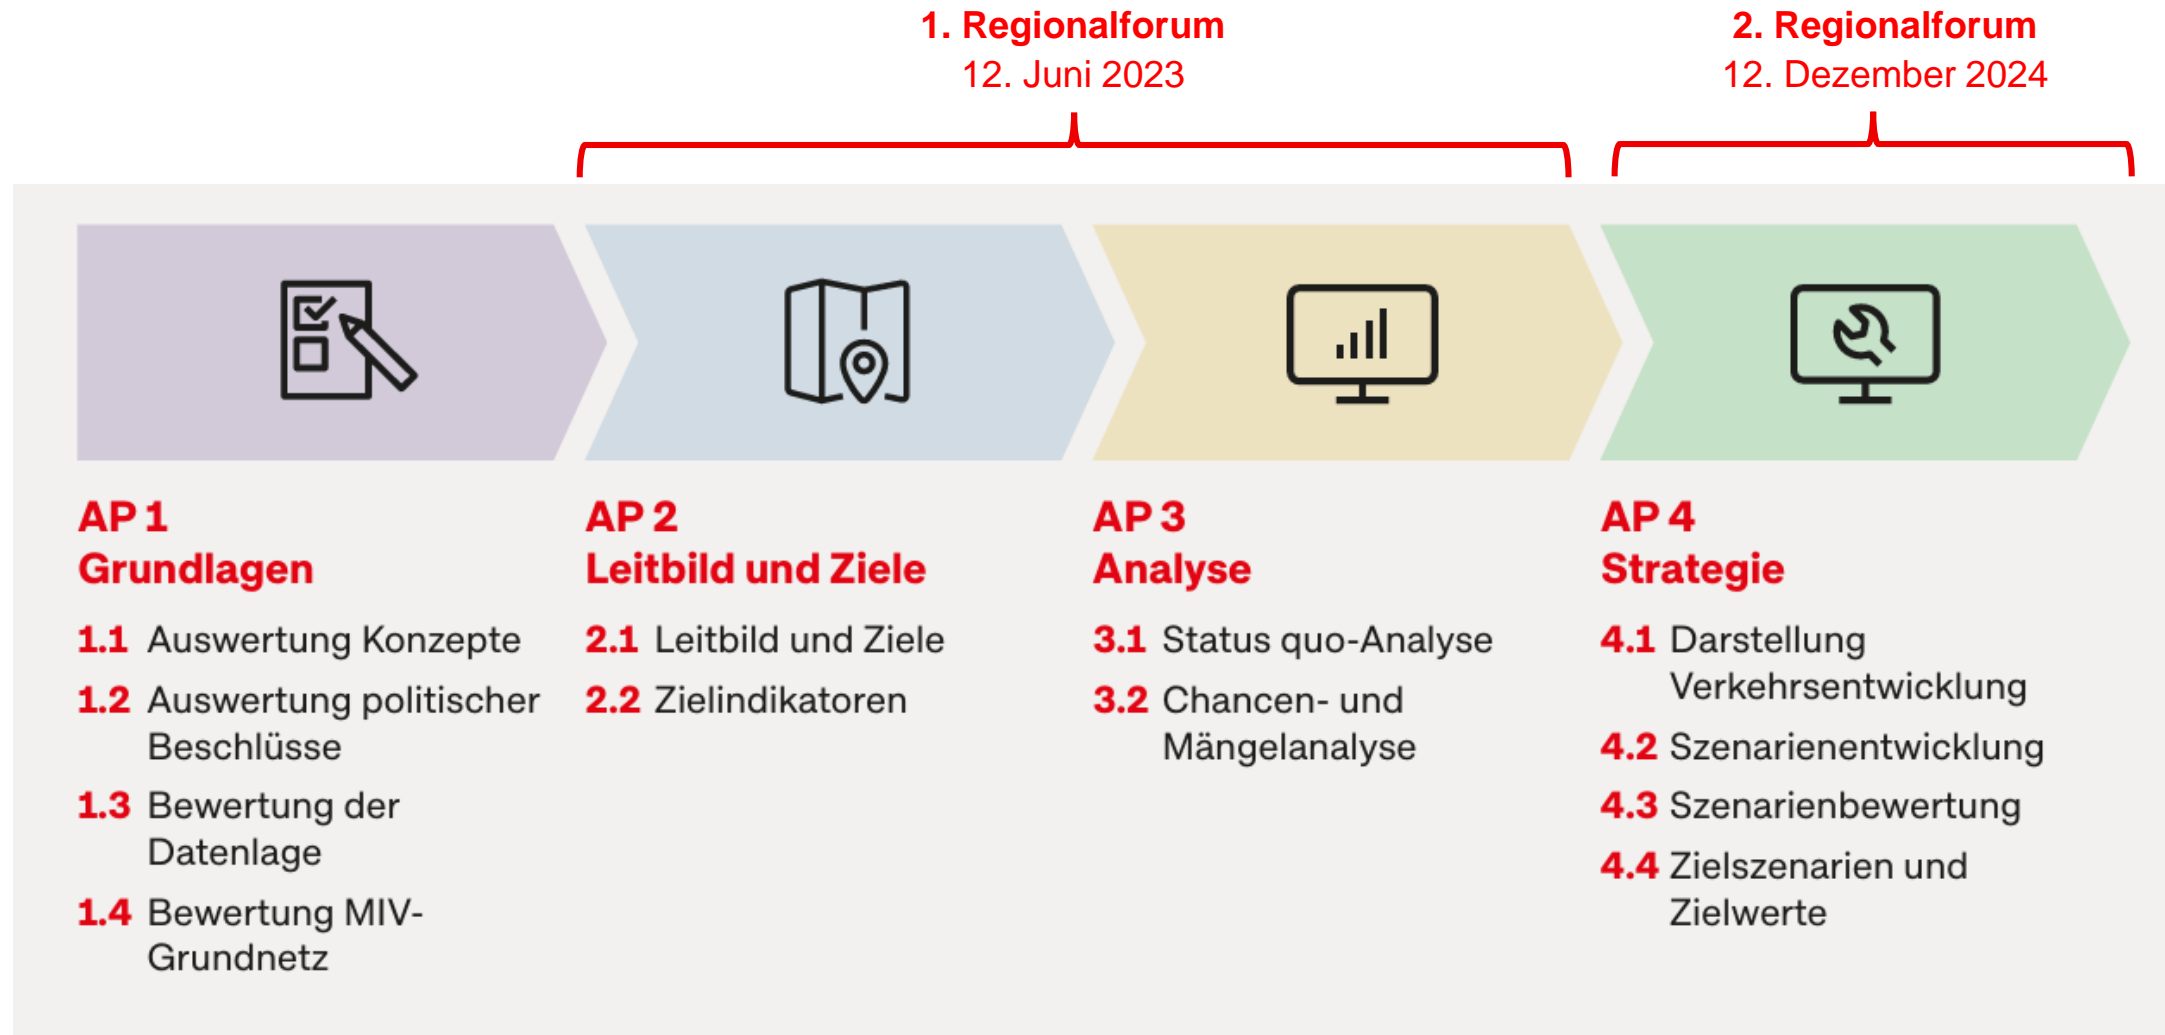 1. Regionalforum
12. Juni 2023
2. Regionalforum
12. Dezember 2024
AP 1
Grundlagen
1.1 Auswertung Konzepte
1.2 Auswertung politischer
Beschlüsse
1.3 Bewertung der
Datenlage
1.4 Bewertung MIV-
Grundnetz
AP 2
Leitbild und Ziele
2.1 Leitbild und Ziele
2.2 Zielindikatoren
AP 3
Analyse
3.1 Status quo-Analyse
3.2 Chancen- und
Mängelanalyse
AP 4
Strategie
4.1 Darstellung
Verkehrsentwicklung
4.2 Szenarienentwicklung
4.3 Szenarienbewertung
4.4 Zielszenarien und
Zielwerte